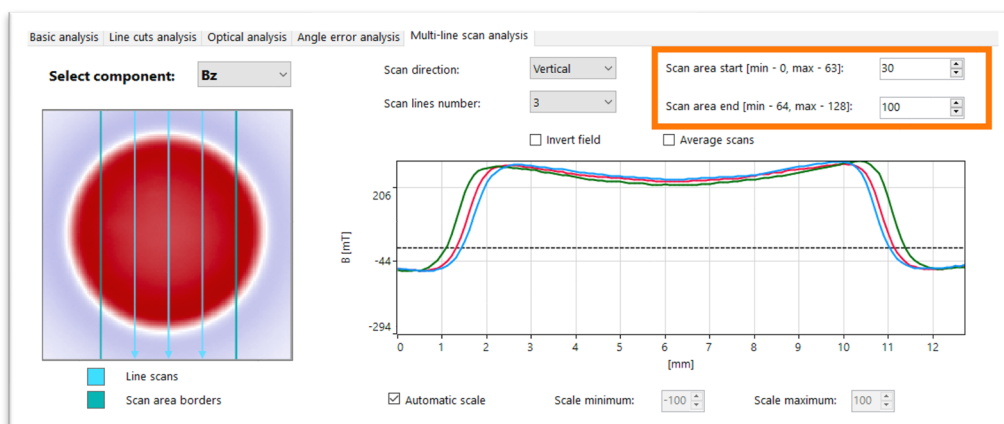 Basic analysis Line cuts analysis Optical analysis Angle error analysis Multi-line scan analysis
Select component: Bz
Scan direction: Vertical
Scan area start [min - 0, max - 63]: 30
Scan lines number: 3
Scan area end [min - 64, max - 128]: 100
Invert field
Average scans
B [mT]
206
-44
-294
0 1 2 3 4 5 6 7 8 9 10 11 12
[mm]
Line scans
Scan area borders
Automatic scale
Scale minimum: -100
Scale maximum: 100